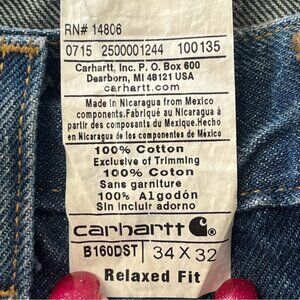 RN# 14806
0715 2500001244 100135
Carhartt, Inc. P.O. Box 600
Dearborn, MI 48121 USA
carhartt.com
Made in Nicaragua from Mexico
components.Fabriqué au Nicaragua à
partir des composants du Mexique.Hecho
en Nicaragua de los componentes de México
100% Cotton
Exclusive of Trimming
100% Coton
Sans garniture
100% Algodón
Sin incluir adorno
carhartt
B160DST 34 X 32
Relaxed Fit